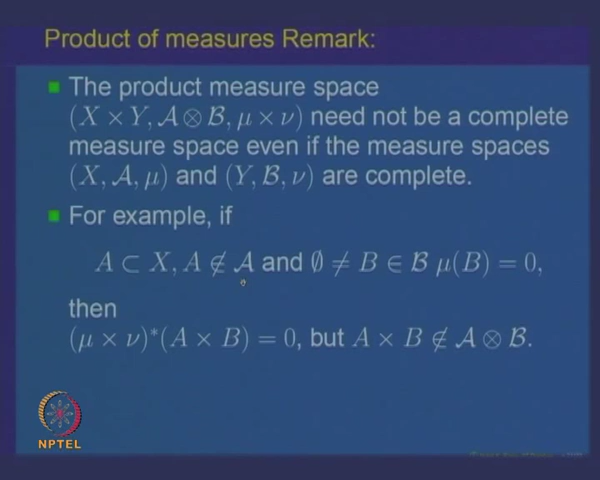 Product of measures Remark:
The product measure space
(X × Y, 𝒜 ⊗ ℬ, μ × ν) need not be a complete
measure space even if the measure spaces
(X, 𝒜, μ) and (Y, ℬ, ν) are complete.
For example, if
A ⊂ X, A ∉ 𝒜 and ∅ ≠ B ∈ ℬ μ(B) = 0,
then
(μ × ν)*(A × B) = 0, but A × B ∉ 𝒜 ⊗ ℬ.
NPTEL